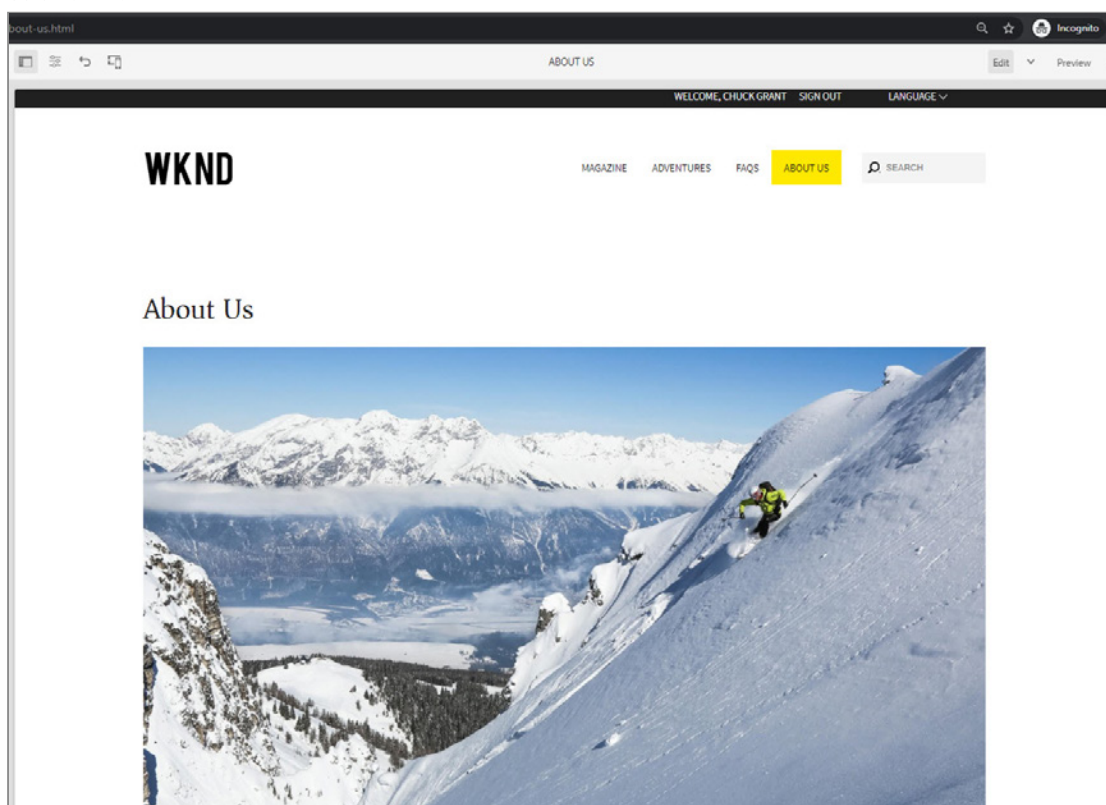 bout-us.html Incognito
ABOUT US Edit Preview
WELCOME, CHUCK GRANT SIGN OUT LANGUAGE
WKND MAGAZINE ADVENTURES FAQS ABOUT US SEARCH
About Us